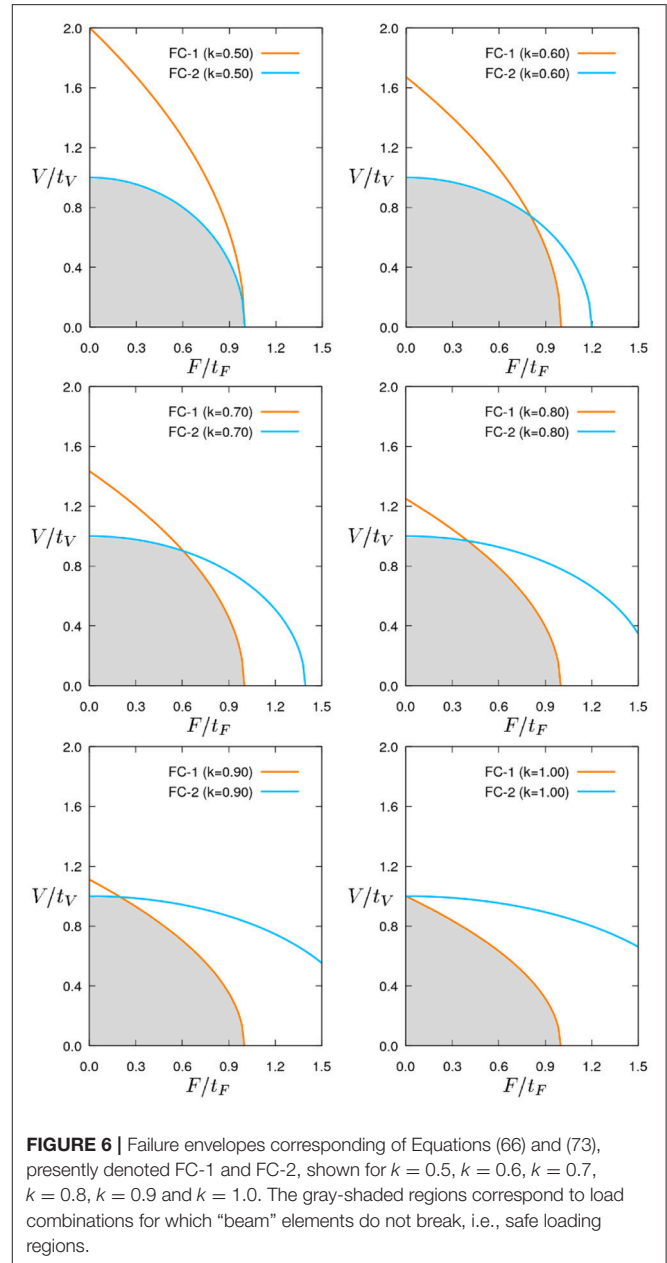 2.0
FC-1 (k=0.50)
FC-2 (k=0.50)
1.6
1.2
V/t_V
0.8
0.4
0.0
0.0 0.3 0.6 0.9 1.2 1.5
F/t_F
2.0
FC-1 (k=0.60)
FC-2 (k=0.60)
1.6
1.2
V/t_V
0.8
0.4
0.0
0.0 0.3 0.6 0.9 1.2 1.5
F/t_F
2.0
FC-1 (k=0.70)
FC-2 (k=0.70)
1.6
1.2
V/t_V
0.8
0.4
0.0
0.0 0.3 0.6 0.9 1.2 1.5
F/t_F
2.0
FC-1 (k=0.80)
FC-2 (k=0.80)
1.6
1.2
V/t_V
0.8
0.4
0.0
0.0 0.3 0.6 0.9 1.2 1.5
F/t_F
2.0
FC-1 (k=0.90)
FC-2 (k=0.90)
1.6
1.2
V/t_V
0.8
0.4
0.0
0.0 0.3 0.6 0.9 1.2 1.5
F/t_F
2.0
FC-1 (k=1.00)
FC-2 (k=1.00)
1.6
1.2
V/t_V
0.8
0.4
0.0
0.0 0.3 0.6 0.9 1.2 1.5
F/t_F
FIGURE 6 | Failure envelopes corresponding of Equations (66) and (73),
presently denoted FC-1 and FC-2, shown for k = 0.5, k = 0.6, k = 0.7,
k = 0.8, k = 0.9 and k = 1.0. The gray-shaded regions correspond to load
combinations for which “beam” elements do not break, i.e., safe loading
regions.